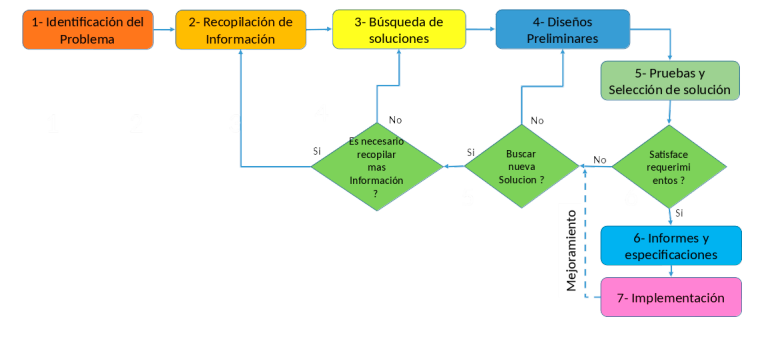 1- Identificación del
Problema
2- Recopilación de
Información
3- Búsqueda de
soluciones
4- Diseños
Preliminares
5- Pruebas y
Selección de solución
No
No
Si
Es necesario
recopilar
mas
Información
?
Si
Buscar
nueva
Solucion ?
No
Satisface
requerimi
entos ?
Si
6- Informes y
especificaciones
Mejoramiento
7- Implementación